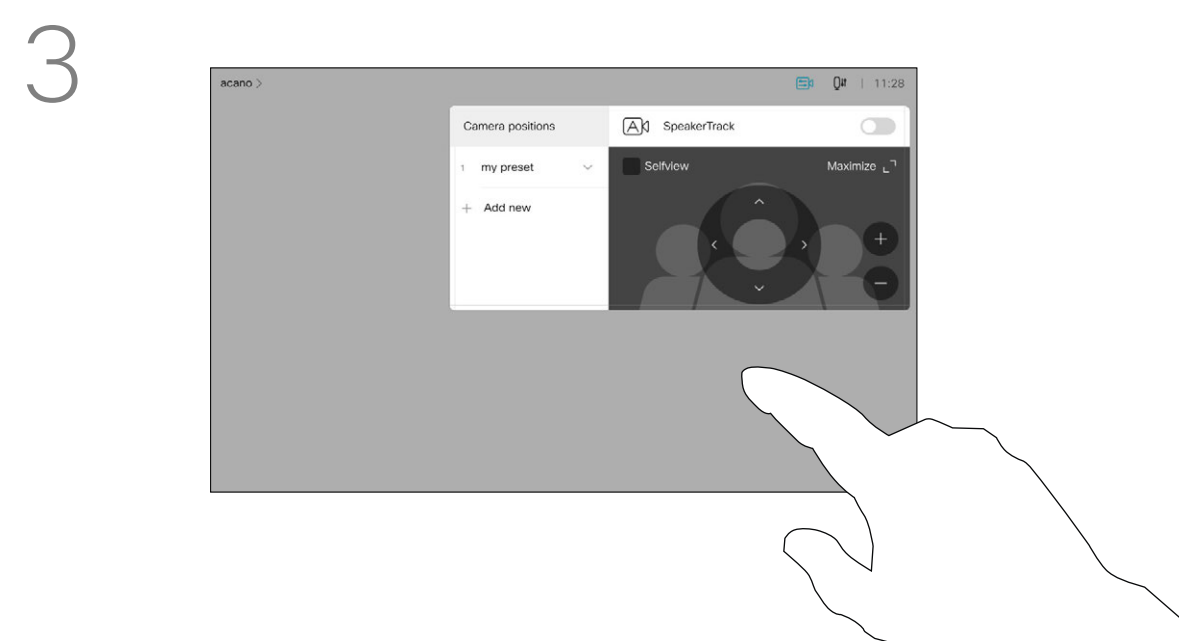 3
acano >
11:28
Camera positions
SpeakerTrack
1 my preset
Selfview
Maximize
+ Add new